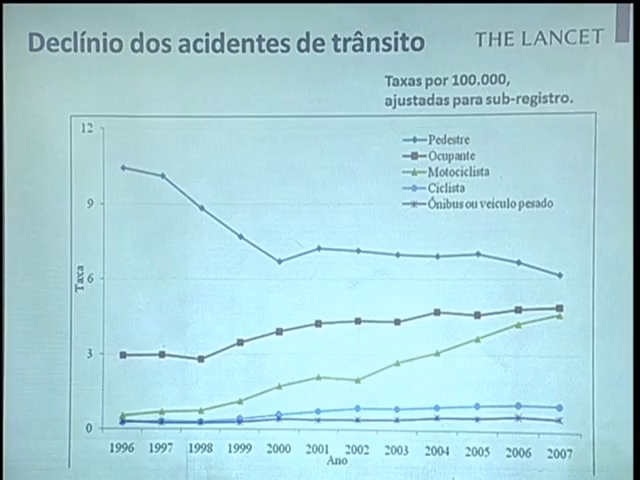 Declínio dos acidentes de trânsito
THE LANCET
Taxas por 100.000,
ajustadas para sub-registro.
12
9
6
3
0
Taxa
Pedestre
Ocupante
Motociclista
Ciclista
Ônibus ou veículo pesado
1996 1997 1998 1999 2000 2001 2002 2003 2004 2005 2006 2007
Ano